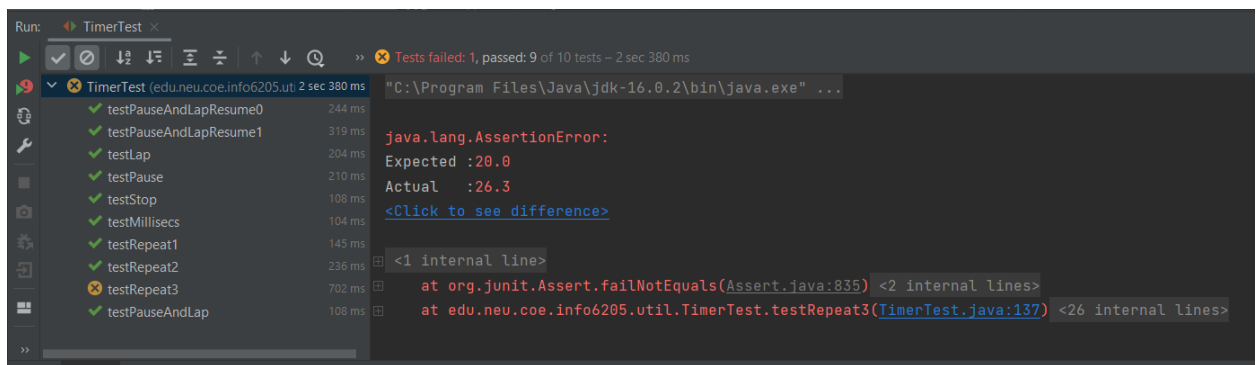 Run: TimerTest
Tests failed: 1, passed: 9 of 10 tests – 2 sec 380 ms
TimerTest (edu.neu.coe.info6205.uti 2 sec 380 ms
testPauseAndLapResume0 244 ms
testPauseAndLapResume1 319 ms
testLap 204 ms
testPause 210 ms
testStop 108 ms
testMillisecs 104 ms
testRepeat1 145 ms
testRepeat2 236 ms
testRepeat3 702 ms
testPauseAndLap 108 ms
"C:\Program Files\Java\jdk-16.0.2\bin\java.exe" ...
java.lang.AssertionError:
Expected :20.0
Actual   :26.3
<Click to see difference>
<1 internal line>
at org.junit.Assert.failNotEquals(Assert.java:835) <2 internal lines>
at edu.neu.coe.info6205.util.TimerTest.testRepeat3(TimerTest.java:137) <26 internal lines>